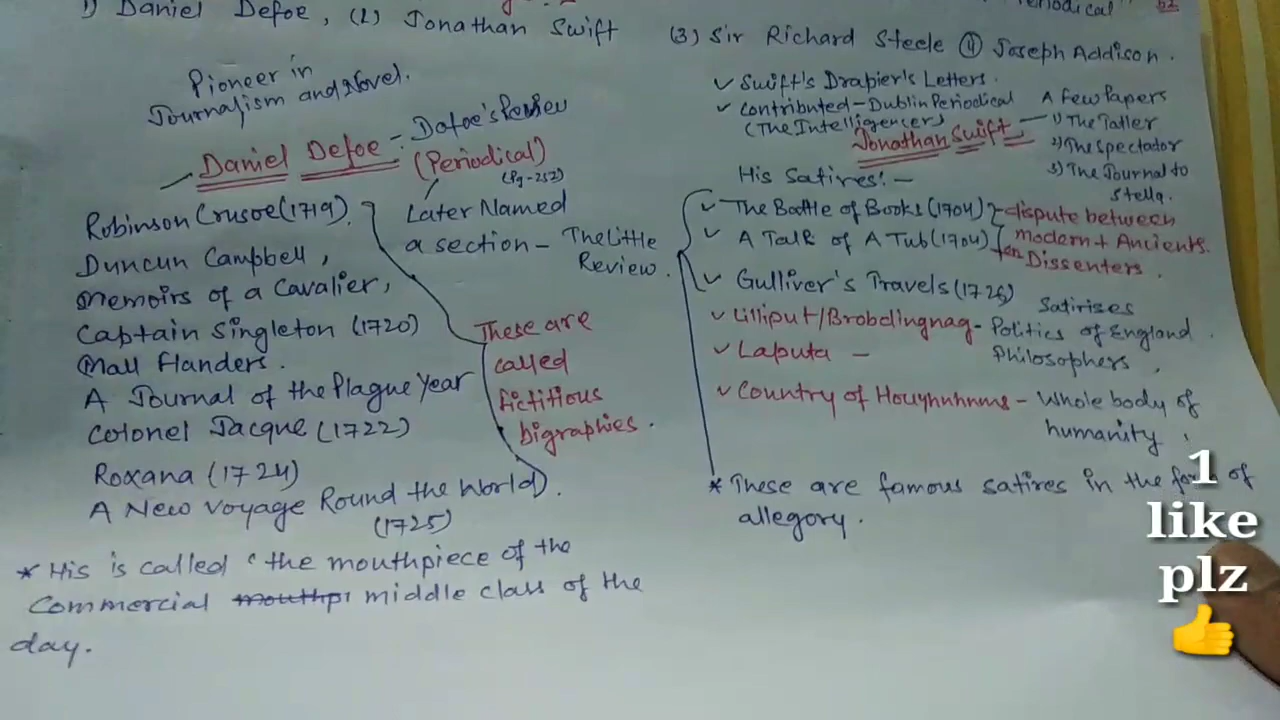 1) Daniel Defoe, (2) Jonathan Swift
(3) Sir Richard Steele (4) Joseph Addison.
Periodical
Pioneer in
Journalism and Novel.
Daniel Defoe - Defoe's Review
(Periodical)
(Pg-252)
Later Named
a section - The Little
Review.
Robinson Crusoe (1719)
Duncun Campbell,
Memoirs of a Cavalier,
Captain Singleton (1720)
Mall Flanders.
A Journal of the Plague Year
Colonel Jacque (1722)
Roxana (1724)
A New Voyage Round the World
(1725)
These are
called
fictitious
bigraphies.
* His is called 'the mouthpiece of the
Commercial mouthpi middle class of the
day.
✓ Swift's Drapier's Letters.
✓ contributed - Dublin Periodical
(The Intelligencer)
A Few Papers
Jonathan Swift - 1) The Tatler
2) The Spectator
3) The Journal to
Stella.
His Satires! -
✓ The Battle of Books (1704)
✓ A Talk of A Tub (1704)
dispute between
modern + Ancients.
Dissenters.
✓ Gulliver's Travels (1726)
✓ Lilliput/Brobdingnag - Satirises
Politics of England.
✓ Laputa - Philosophers,
✓ Country of Houyhnhnms - Whole body of
humanity.
* These are famous satires in the of
allegory.
1
like
plz
👍